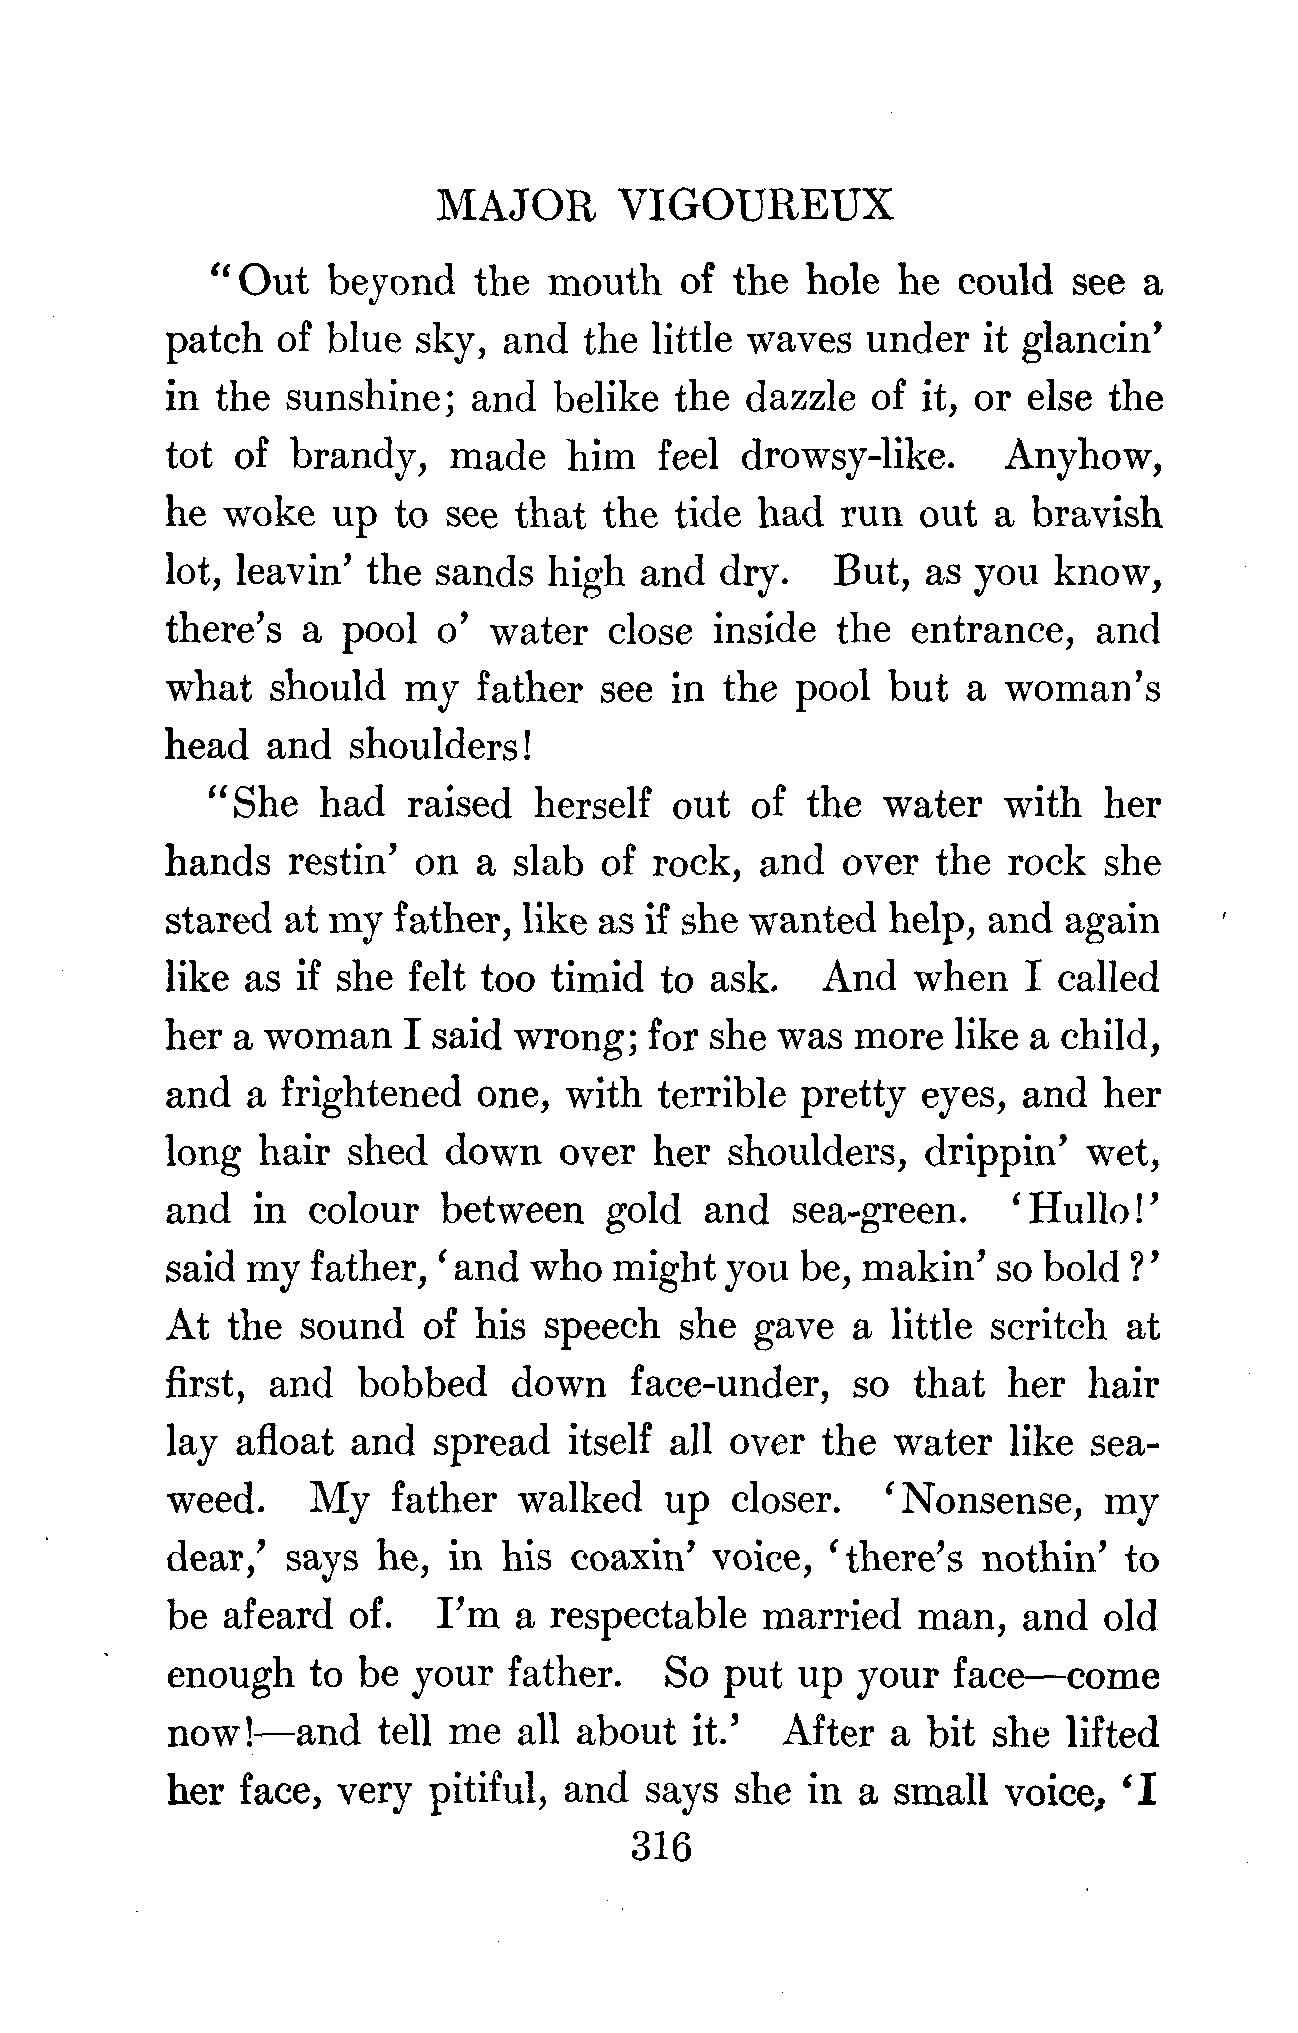 MAJOR VIGOUREUX
"Out beyond the mouth of the hole he could see a
patch of blue sky, and the little waves under it glancin'
in the sunshine; and belike the dazzle of it, or else the
tot of brandy, made him feel drowsy-like. Anyhow,
he woke up to see that the tide had run out a bravish
lot, leavin' the sands high and dry. But, as you know,
there's a pool o' water close inside the entrance, and
what should my father see in the pool but a woman's
head and shoulders!
"She had raised herself out of the water with her
hands restin' on a slab of rock, and over the rock she
stared at my father, like as if she wanted help, and again
like as if she felt too timid to ask. And when I called
her a woman I said wrong; for she was more like a child,
and a frightened one, with terrible pretty eyes, and her
long hair shed down over her shoulders, drippin' wet,
and in colour between gold and sea-green. 'Hullo!'
said my father, 'and who might you be, makin' so bold?'
At the sound of his speech she gave a little scritch at
first, and bobbed down face-under, so that her hair
lay afloat and spread itself all over the water like sea-
weed. My father walked up closer. 'Nonsense, my
dear,' says he, in his coaxin' voice, 'there's nothin' to
be afeard of. I'm a respectable married man, and old
enough to be your father. So put up your face—come
now!—and tell me all about it.' After a bit she lifted
her face, very pitiful, and says she in a small voice, 'I
316